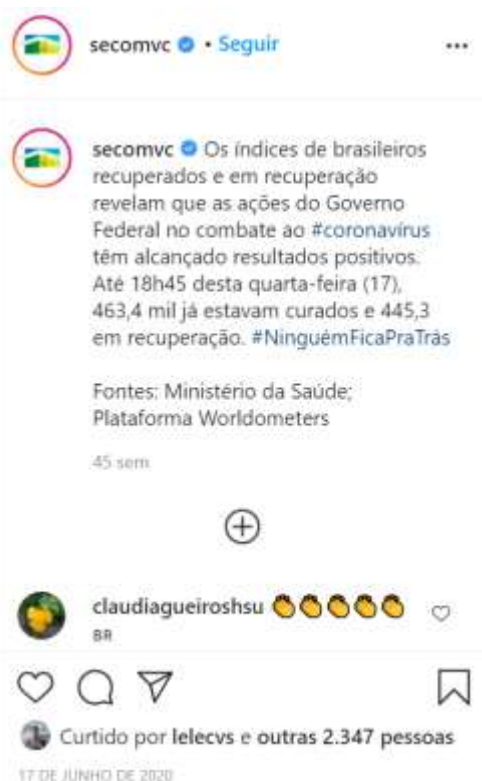 secomvc • Seguir
secomvc Os índices de brasileiros
recuperados e em recuperação
revelam que as ações do Governo
Federal no combate ao #coronavírus
têm alcançado resultados positivos.
Até 18h45 desta quarta-feira (17),
463,4 mil já estavam curados e 445,3
em recuperação. #NinguémFicaPraTrás
Fontes: Ministério da Saúde;
Plataforma Worldometers
45 sem
claudiagueiroshsu 👏👏👏👏👏
BR
Curtido por lelecvs e outras 2.347 pessoas
17 DE JUNHO DE 2020